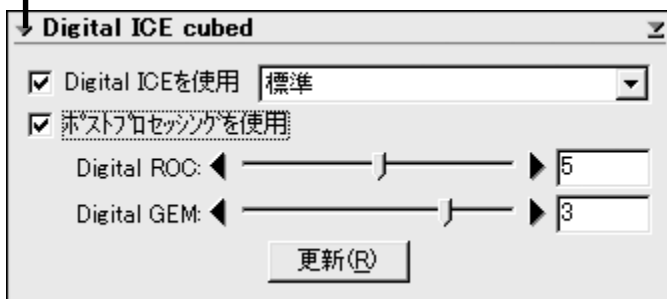 Digital ICE cubed
Digital ICEを使用 標準
ポストプロセッシングを使用
Digital ROC: 5
Digital GEM: 3
更新(R)